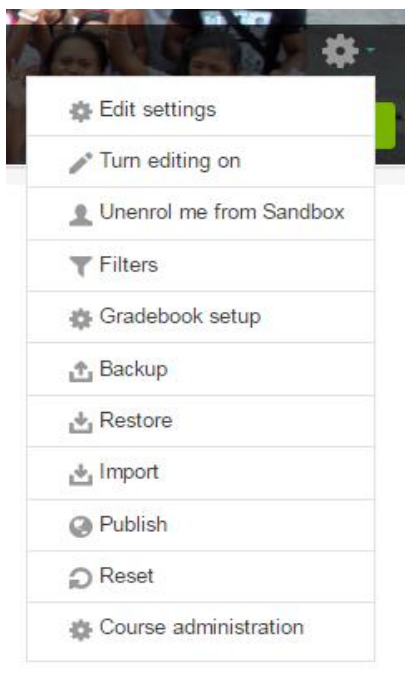 Edit settings
Turn editing on
Unenrol me from Sandbox
Filters
Gradebook setup
Backup
Restore
Import
Publish
Reset
Course administration